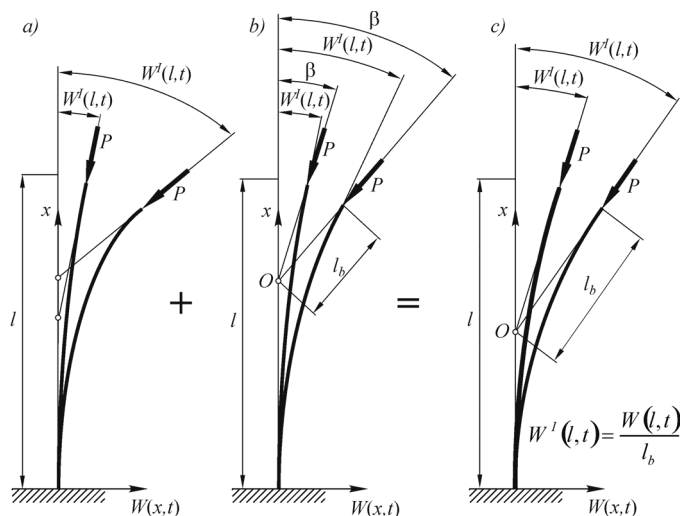 a)
W^I(l,t)
W^I(l,t)
P
P
x
l
W(x,t)
+
b)
β
W^I(l,t)
β
W^I(l,t)
P
P
x
O
l_b
l
W(x,t)
=
c)
W^I(l,t)
W^I(l,t)
P
P
x
l_b
O
l
W^I(l,t)=W(l,t)/l_b
W(x,t)